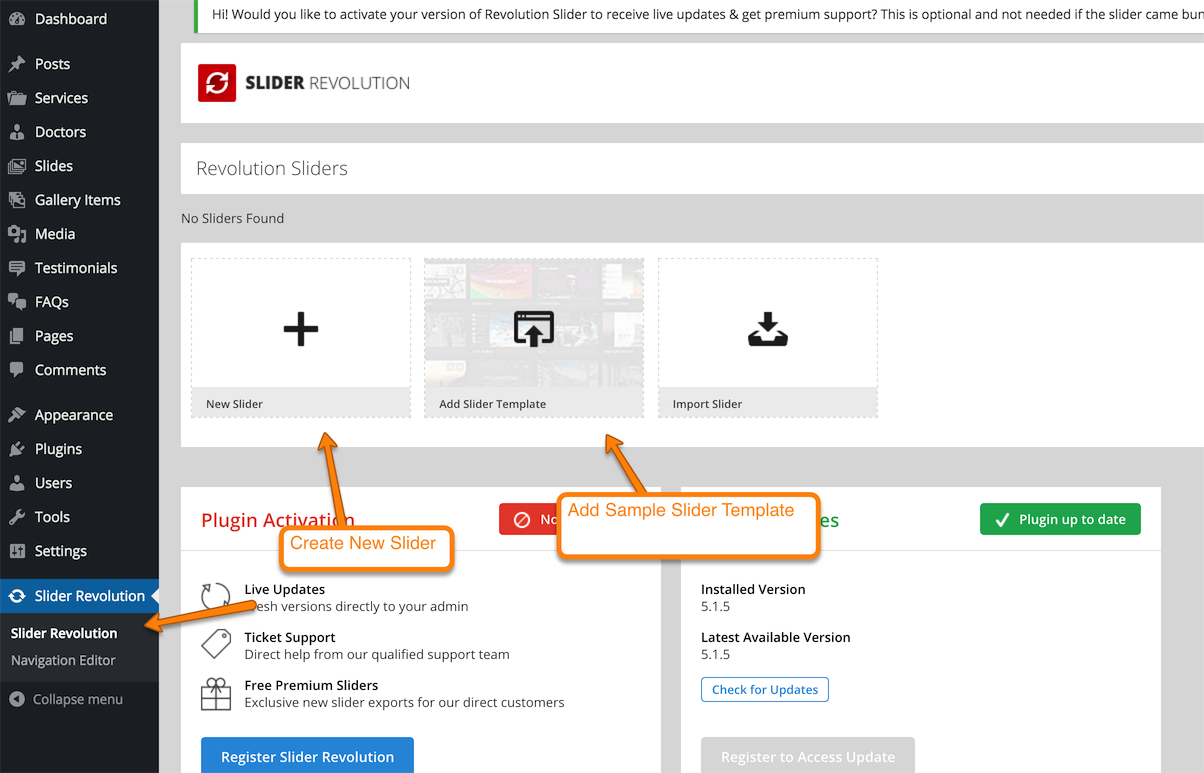 Hi! Would you like to activate your version of Revolution Slider to receive live updates & get premium support? This is optional and not needed if the slider came
Dashboard
Posts
Services
Doctors
Slides
Gallery Items
Media
Testimonials
FAQs
Pages
Comments
Appearance
Plugins
Users
Tools
Settings
Slider Revolution
Slider Revolution
Navigation Editor
Collapse menu
SLIDER REVOLUTION
Revolution Sliders
No Sliders Found
New Slider
Add Slider Template
Import Slider
Create New Slider
Add Sample Slider Template
Plugin Activation
Live Updates
Fresh versions directly to your admin
Ticket Support
Direct help from our qualified support team
Free Premium Sliders
Exclusive new slider exports for our direct customers
Register Slider Revolution
Plugin up to date
Installed Version
5.1.5
Latest Available Version
5.1.5
Check for Updates
Register to Access Update